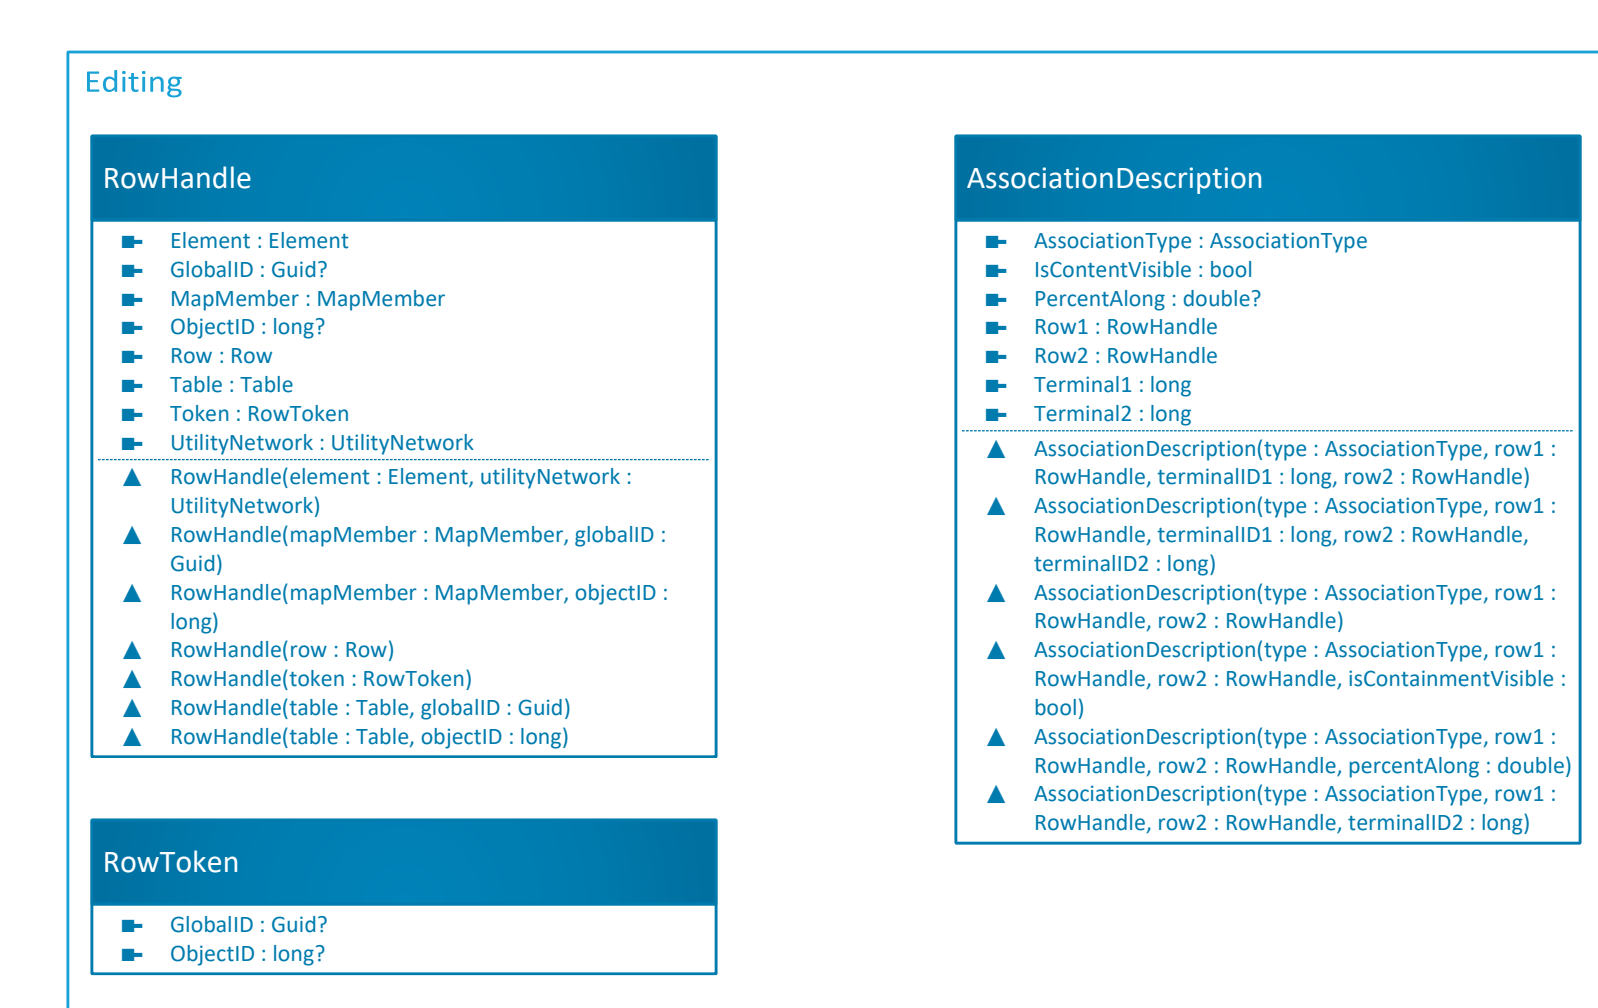 Editing
RowHandle
Element : Element
GlobalID : Guid?
MapMember : MapMember
ObjectID : long?
Row : Row
Table : Table
Token : RowToken
UtilityNetwork : UtilityNetwork
RowHandle(element : Element, utilityNetwork :
UtilityNetwork)
RowHandle(mapMember : MapMember, globalID :
Guid)
RowHandle(mapMember : MapMember, objectID :
long)
RowHandle(row : Row)
RowHandle(token : RowToken)
RowHandle(table : Table, globalID : Guid)
RowHandle(table : Table, objectID : long)
RowToken
GlobalID : Guid?
ObjectID : long?
AssociationDescription
AssociationType : AssociationType
IsContentVisible : bool
PercentAlong : double?
Row1 : RowHandle
Row2 : RowHandle
Terminal1 : long
Terminal2 : long
AssociationDescription(type : AssociationType, row1 :
RowHandle, terminalID1 : long, row2 : RowHandle)
AssociationDescription(type : AssociationType, row1 :
RowHandle, terminalID1 : long, row2 : RowHandle,
terminalID2 : long)
AssociationDescription(type : AssociationType, row1 :
RowHandle, row2 : RowHandle)
AssociationDescription(type : AssociationType, row1 :
RowHandle, row2 : RowHandle, isContainmentVisible :
bool)
AssociationDescription(type : AssociationType, row1 :
RowHandle, row2 : RowHandle, percentAlong : double)
AssociationDescription(type : AssociationType, row1 :
RowHandle, row2 : RowHandle, terminalID2 : long)